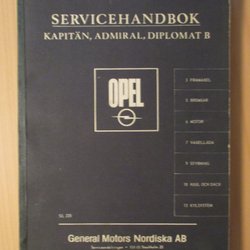 SERVICEHANDBOK
KAPITÄN, ADMIRAL, DIPLOMAT B
OPEL
3 FRAMAXEL
5 BROMSAR
6 MOTOR
7 VÄXELLÅDA
9 STYRNING
10 HJUL OCH DÄCK
13 KYLSYSTEM
General Motors Nordiska AB